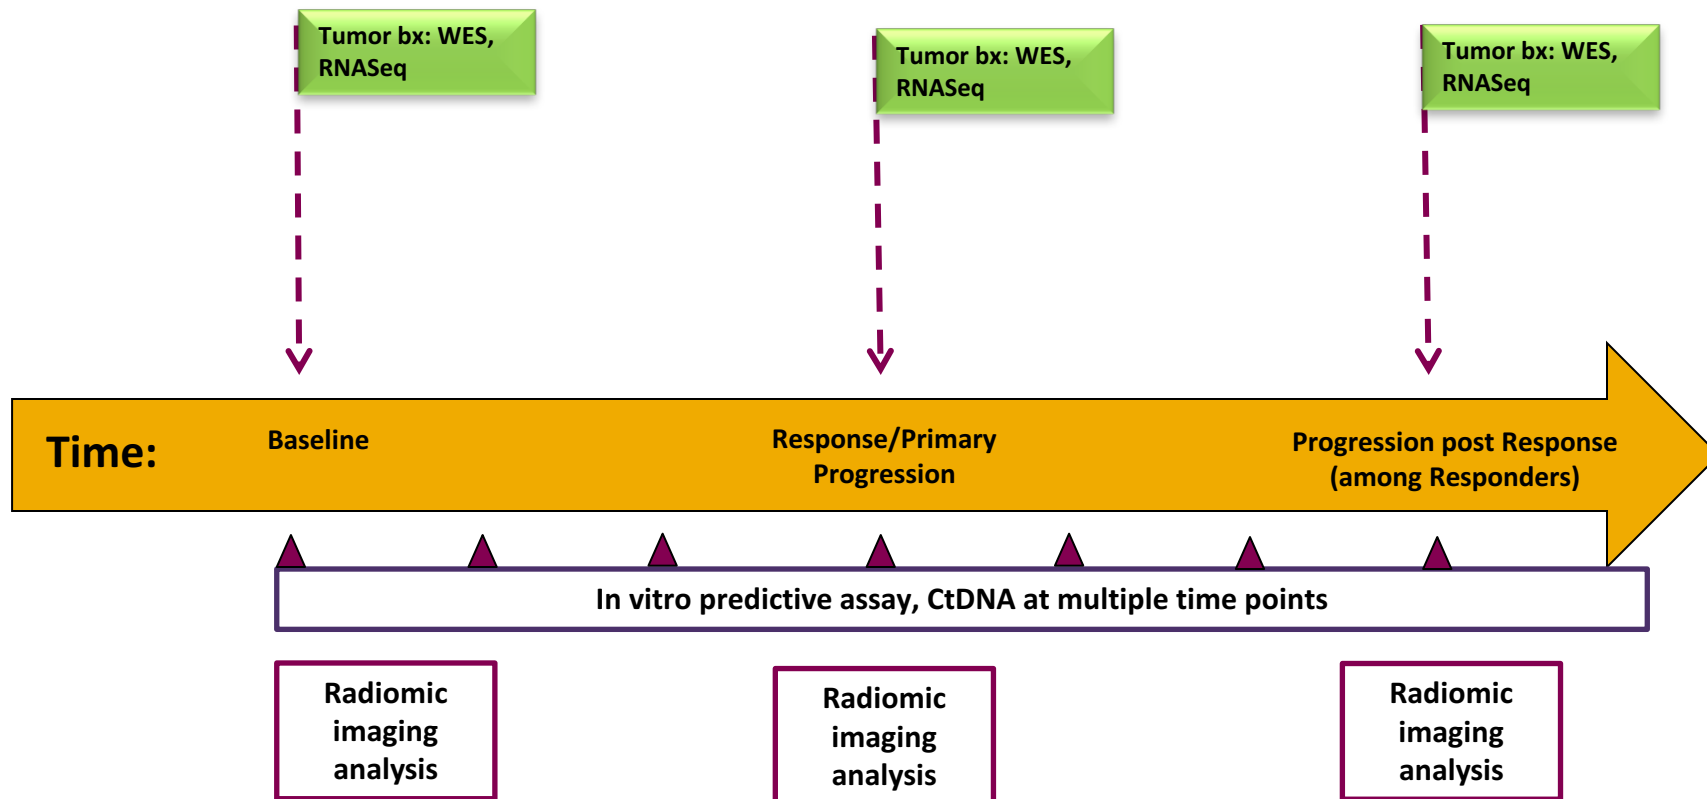 Tumor bx: WES,
RNASeq
Tumor bx: WES,
RNASeq
Tumor bx: WES,
RNASeq
Time:
Baseline
Response/Primary
Progression
Progression post Response
(among Responders)
In vitro predictive assay, CtDNA at multiple time points
Radiomic
imaging
analysis
Radiomic
imaging
analysis
Radiomic
imaging
analysis